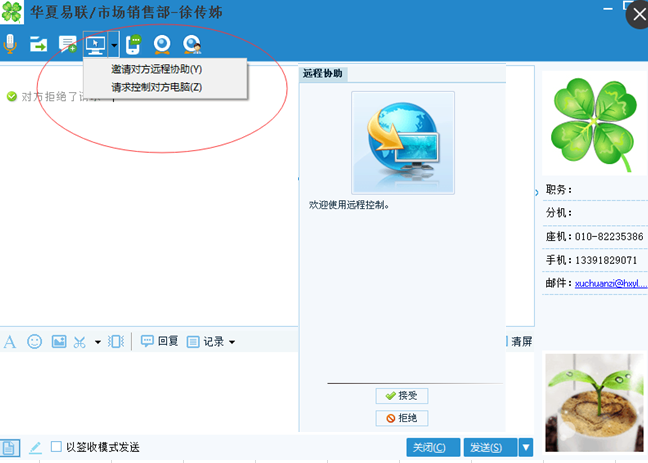 华夏易联/市场销售部-徐传姊
邀请对方远程协助(Y)
请求控制对方电脑(Z)
对方拒绝了
远程协助
欢迎使用远程控制。
接受
拒绝
职务:
分机:
座机:010-82235386
手机:13391829071
邮件:xuchuanzi@hxyl....
回复
记录
清屏
以签收模式发送
关闭(C)
发送(S)